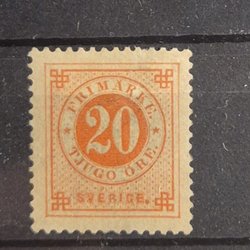 FRIMÄRKE.
20
TJUGO ÖRE.
SVERIGE.